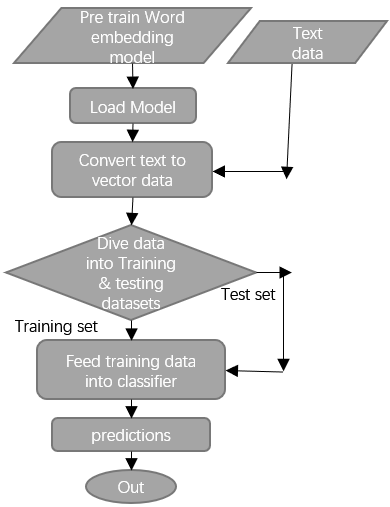 Pre train Word
embedding
model
Text
data
Load Model
Convert text to
vector data
Dive data
into Training
& testing
datasets
Test set
Training set
Feed training data
into classifier
predictions
Out